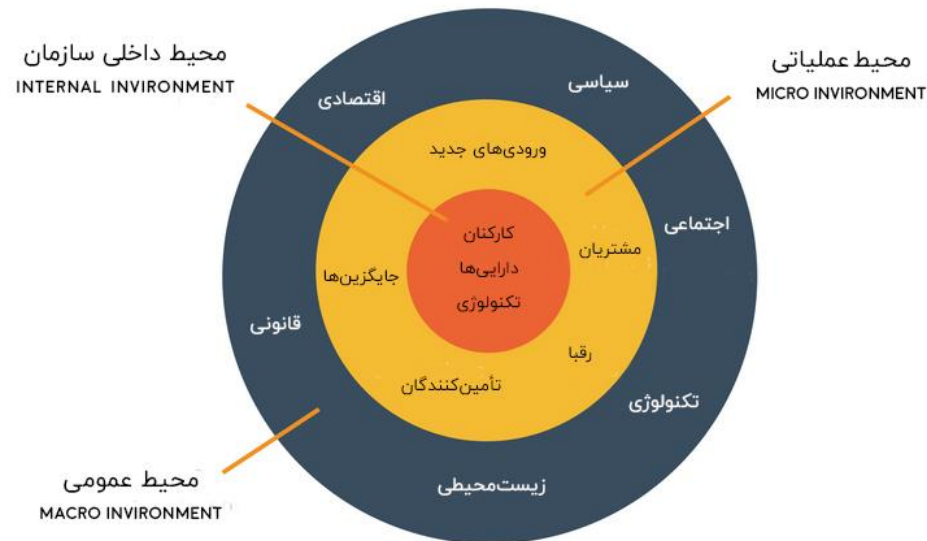 محیط داخلی سازمان
INTERNAL INVIRONMENT
محیط عملیاتی
MICRO INVIRONMENT
سیاسی
اقتصادی
ورودی‌های جدید
اجتماعی
کارکنان
مشتریان
دارایی‌ها
جایگزین‌ها
تکنولوژی
قانونی
رقبا
تأمین‌کنندگان
تکنولوژی
زیست‌محیطی
محیط عمومی
MACRO INVIRONMENT